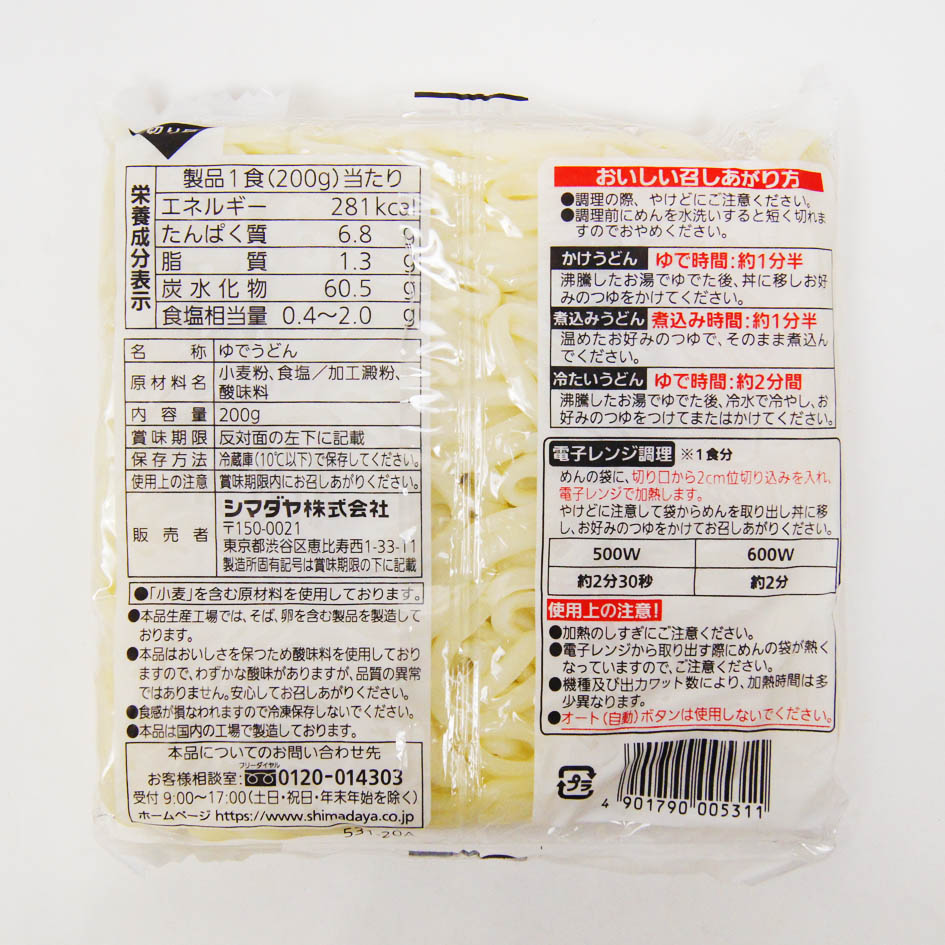 切り口
栄養成分表示
製品1食(200g)当たり
エネルギー 281kcal
たんぱく質 6.8 g
脂質 1.3 g
炭水化物 60.5 g
食塩相当量 0.4〜2.0 g
名称 ゆでうどん
原材料名 小麦粉、食塩／加工澱粉、
酸味料
内容量 200g
賞味期限 反対面の左下に記載
保存方法 冷蔵庫(10℃以下)で保存してください。
使用上の注意 賞味期限内にお召しあがりください。
販売者 シマダヤ株式会社
〒150-0021
東京都渋谷区恵比寿西1-33-11
製造所固有記号は賞味期限の下に記載
●「小麦」を含む原材料を使用しております。
●本品生産工場では、そば、卵を含む製品を製造して
おります。
●本品はおいしさを保つため酸味料を使用しており
ますので、わずかな酸味がありますが、品質の異常
ではありません。安心してお召しあがりください。
●食感が損なわれますので冷凍保存しないでください。
●本品は国内の工場で製造しております。
本品についてのお問い合わせ先
フリーダイヤル
お客様相談室:0120-014303
受付 9:00〜17:00(土日・祝日・年末年始を除く)
ホームページ https://www.shimadaya.co.jp
531-20A
おいしい召しあがり方
●調理の際、やけどにご注意ください。
●調理前にめんを水洗いすると短く切れま
すのでおやめください。
かけうどん ゆで時間:約1分半
沸騰したお湯でゆでた後、丼に移しお好
みのつゆをかけてください。
煮込みうどん 煮込み時間:約1分半
温めたお好みのつゆで、そのまま煮込ん
でください。
冷たいうどん ゆで時間:約2分間
沸騰したお湯でゆでた後、冷水で冷やし、お
好みのつゆをつけてまたはかけてください。
電子レンジ調理 ※1食分
めんの袋に、切り口から2cm位切り込みを入れ、
電子レンジで加熱します。
やけどに注意して袋からめんを取り出し丼に移
し、お好みのつゆをかけてお召しあがりください。
500W 600W
約2分30秒 約2分
使用上の注意!
●加熱のしすぎにご注意ください。
●電子レンジから取り出す際にめんの袋が熱く
なっていますので、ご注意ください。
●機種及び出力ワット数により、加熱時間は多
少異なります。
●オート(自動)ボタンは使用しないでください。
プラ
4 901790 005311